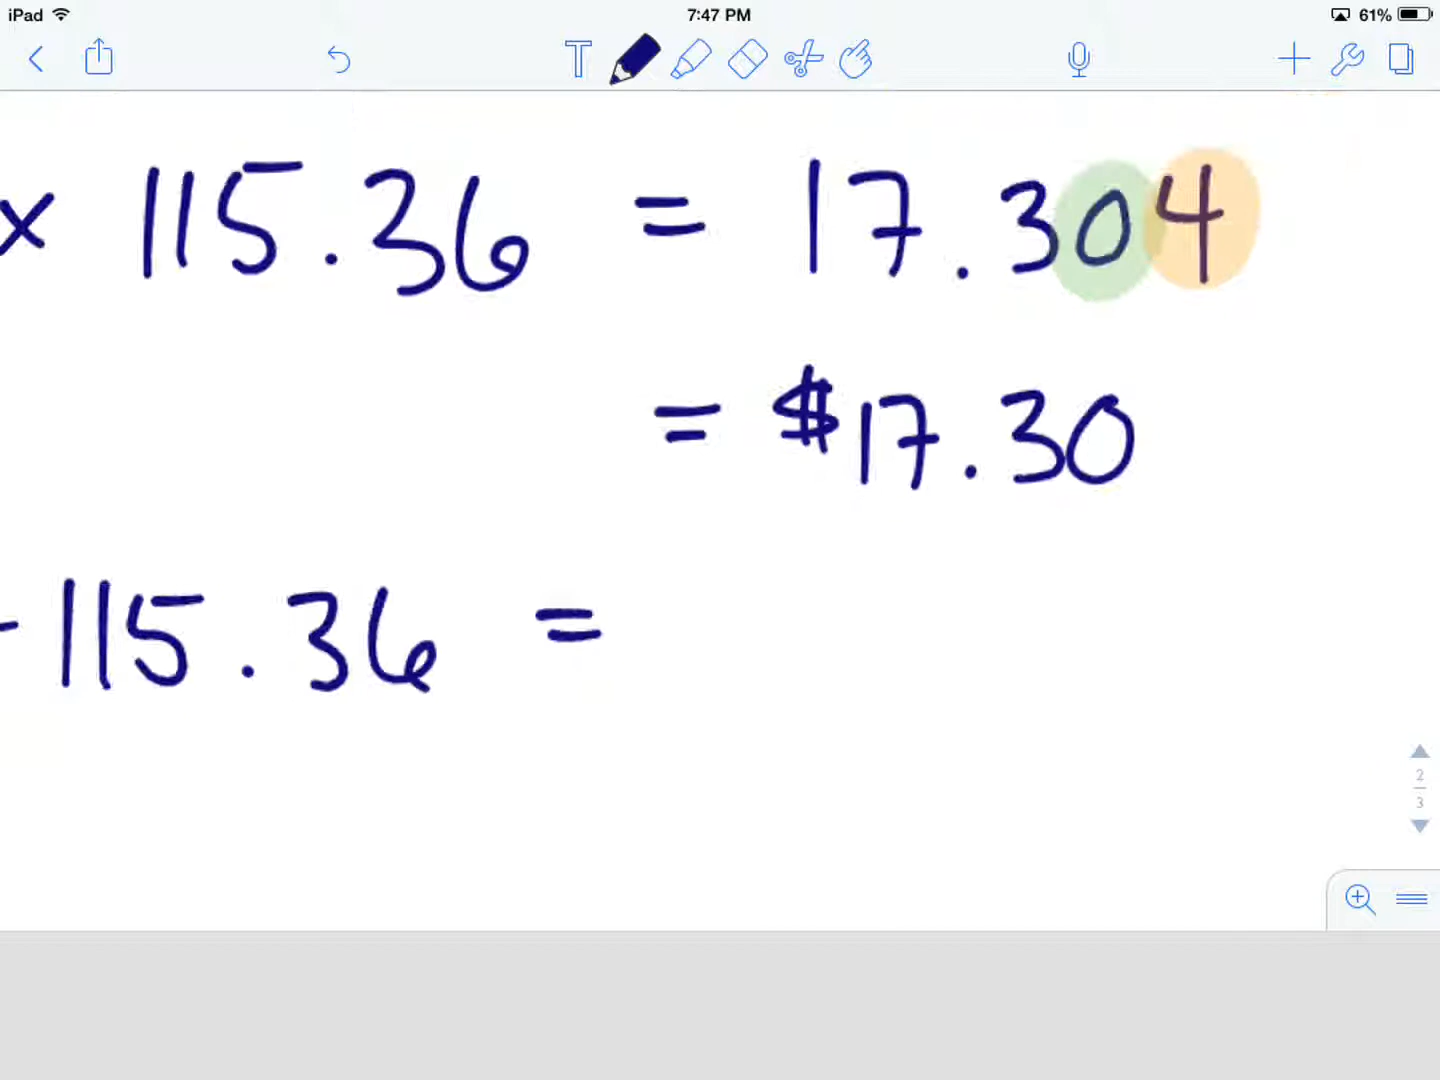 iPad 7:47 PM 61%
T
× 115.36 = 17.304
= $17.30
115.36 =
2
3